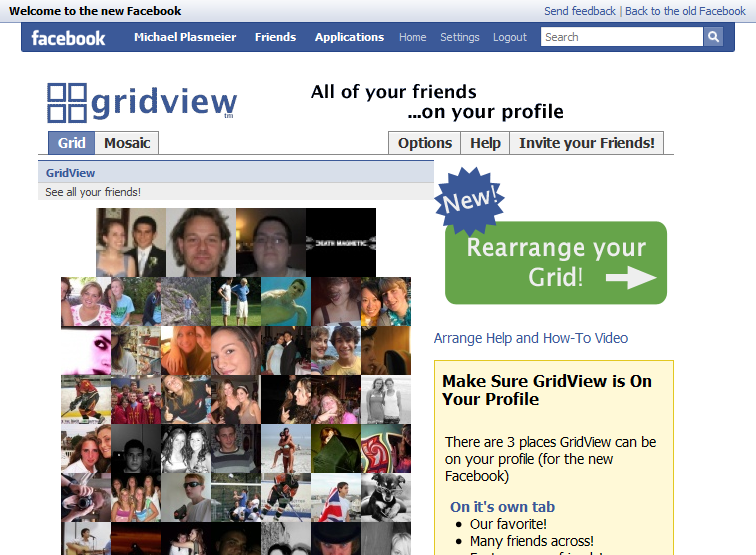 Welcome to the new Facebook
Send feedback | Back to the old Facebook
facebook
Michael Plasmeier Friends Applications Home Settings Logout Search
gridview
tm
All of your friends
...on your profile
Grid Mosaic Options Help Invite your Friends!
GridView
See all your friends!
DEATH MAGNETIC
New!
Rearrange your
Grid!
Arrange Help and How-To Video
Make Sure GridView is On
Your Profile
There are 3 places GridView can be
on your profile (for the new
Facebook)
On it's own tab
Our favorite!
Many friends across!